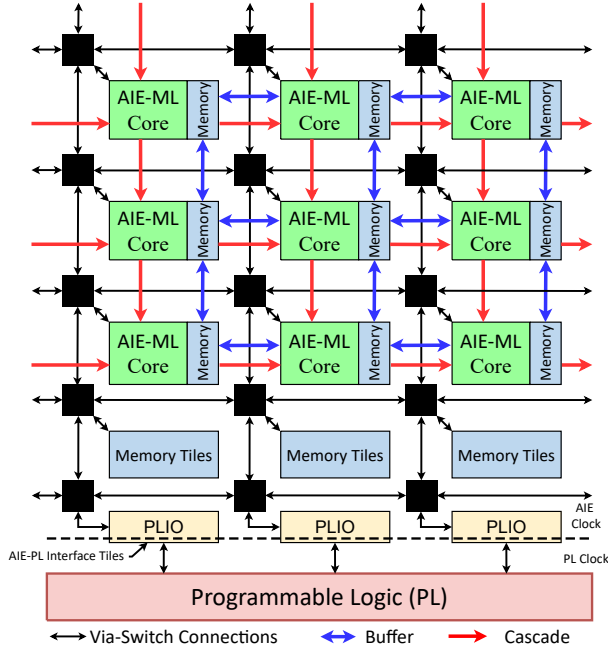 AIE-ML Core Memory AIE-ML Core Memory AIE-ML Core Memory
AIE-ML Core Memory AIE-ML Core Memory AIE-ML Core Memory
AIE-ML Core Memory AIE-ML Core Memory AIE-ML Core Memory
Memory Tiles Memory Tiles Memory Tiles
AIE
Clock
PLIO PLIO PLIO
AIE-PL Interface Tiles
PL Clock
Programmable Logic (PL)
Via-Switch Connections Buffer Cascade